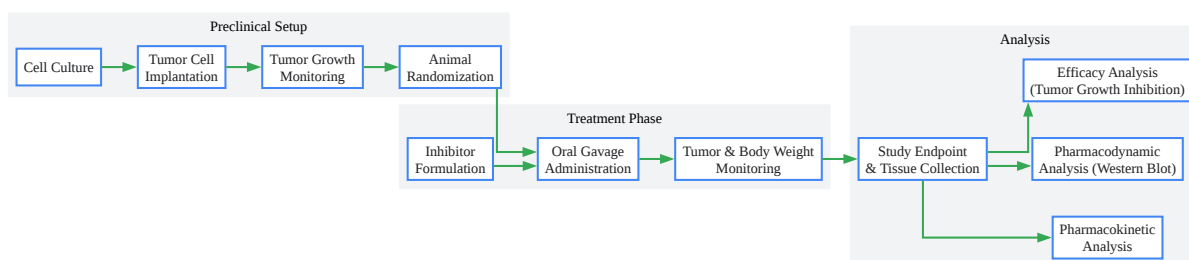 Preclinical Setup
Cell Culture
Tumor Cell
Implantation
Tumor Growth
Monitoring
Animal
Randomization
Treatment Phase
Inhibitor
Formulation
Oral Gavage
Administration
Tumor & Body Weight
Monitoring
Analysis
Study Endpoint
& Tissue Collection
Efficacy Analysis
(Tumor Growth Inhibition)
Pharmacodynamic
Analysis (Western Blot)
Pharmacokinetic
Analysis